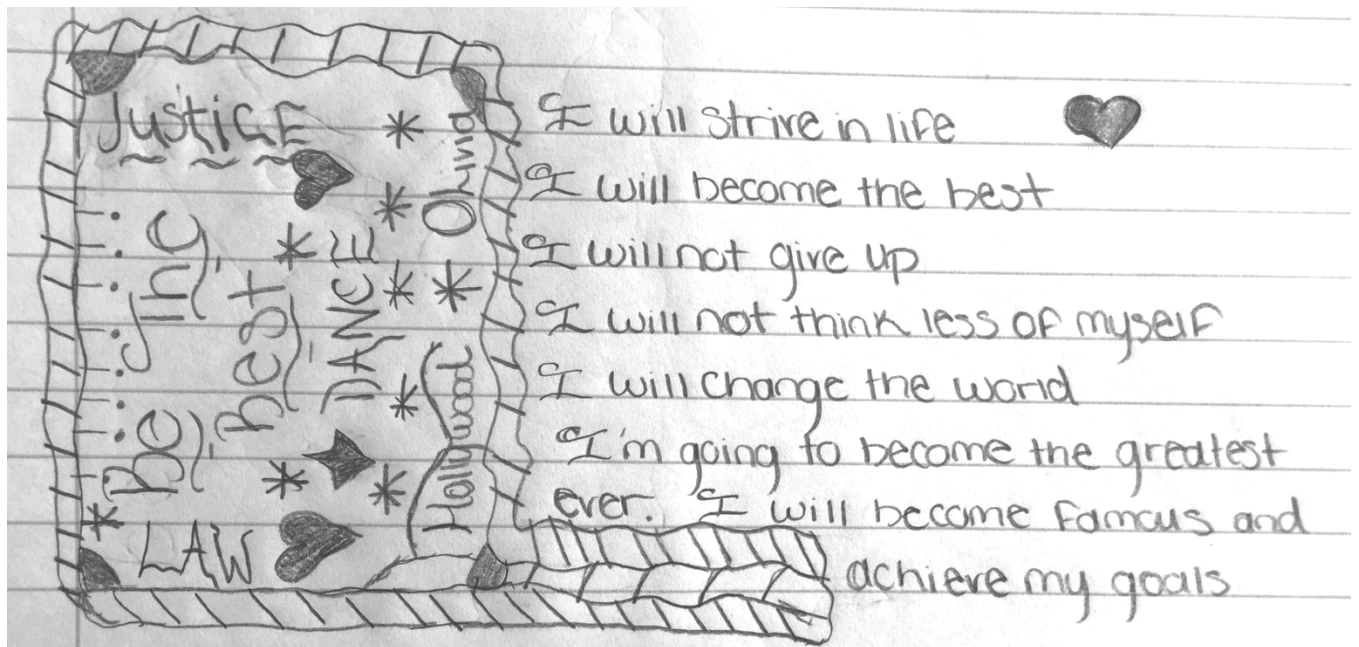 Justice
Olivia
Be The
best
DANCE
Hollywood
LAW
I will strive in life
I will become the best
I will not give up
I will not think less of myself
I will change the world
I'm going to become the greatest
ever. I will become famous and
achieve my goals